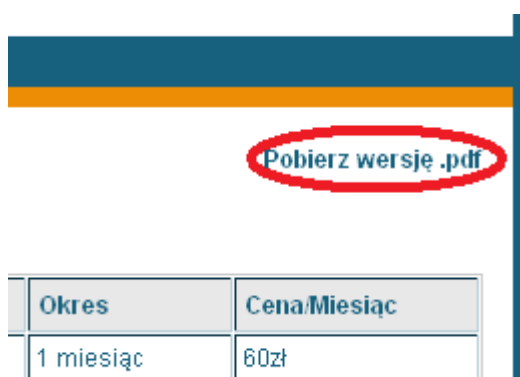 Pobierz wersję .pdf
Okres Cena/Miesiąc
1 miesiąc 60zł